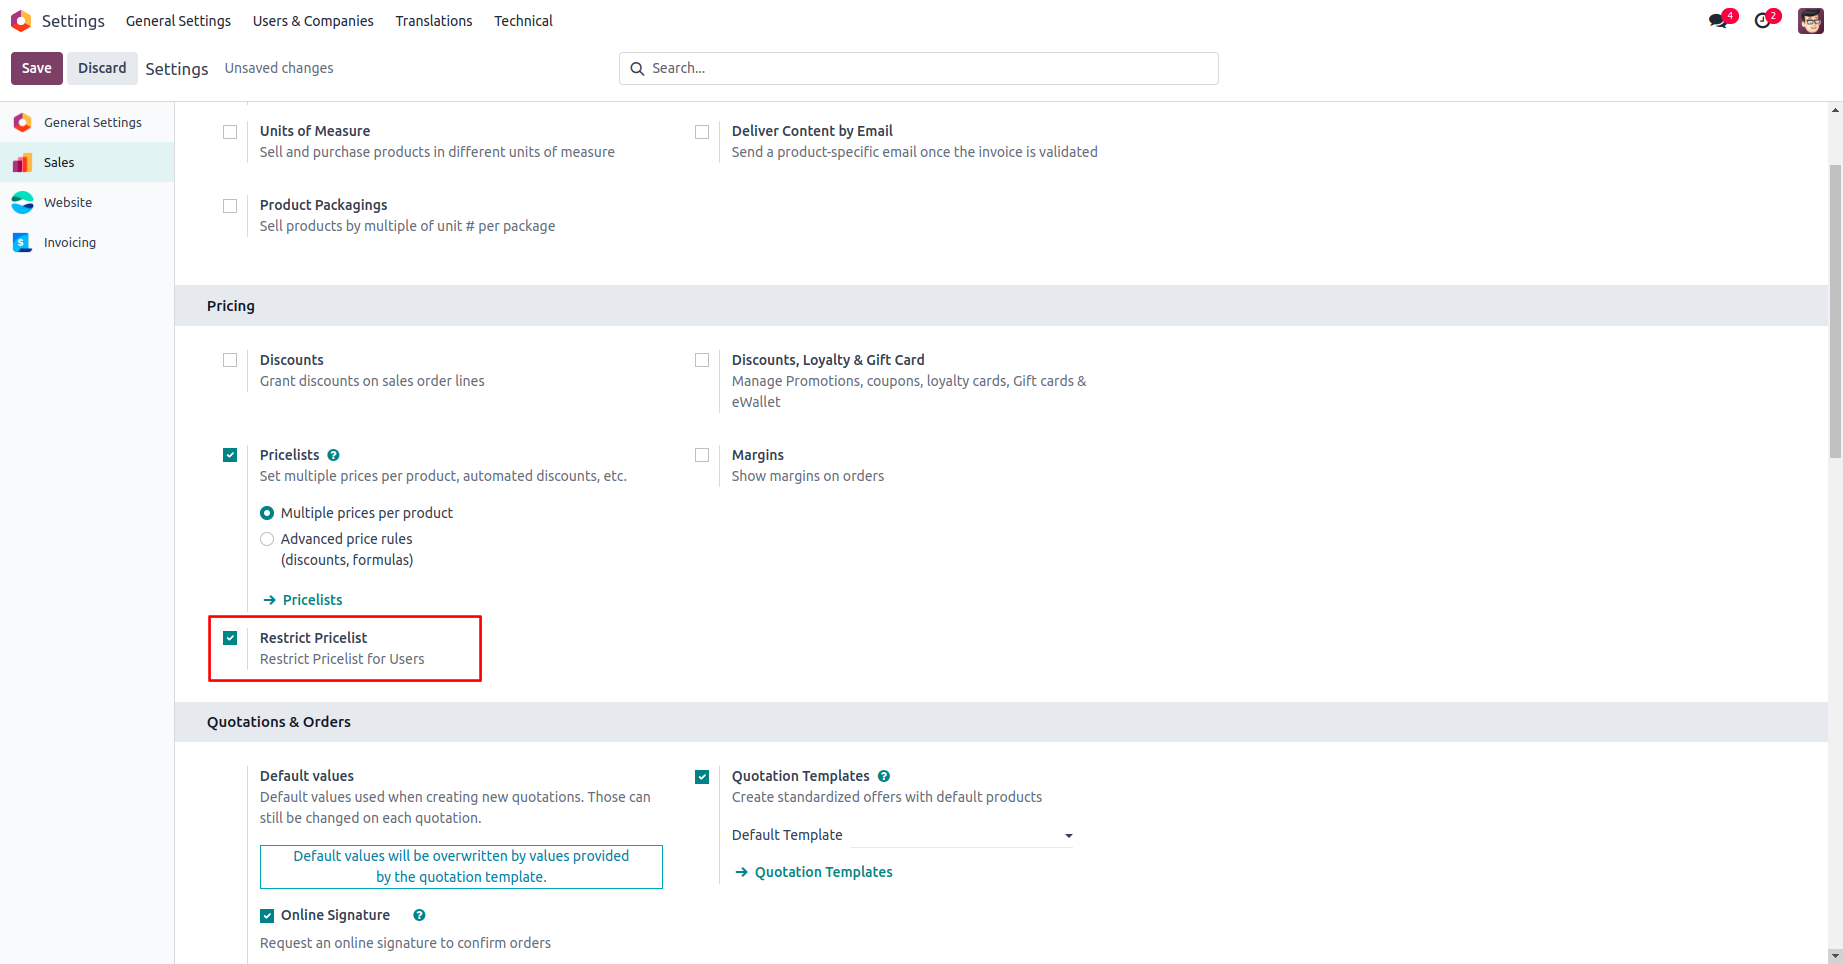 Settings General Settings Users & Companies Translations Technical 4 2
Save Discard Settings Unsaved changes Search...
General Settings
Sales
Website
Invoicing
Units of Measure
Sell and purchase products in different units of measure
Deliver Content by Email
Send a product-specific email once the invoice is validated
Product Packagings
Sell products by multiple of unit # per package
Pricing
Discounts
Grant discounts on sales order lines
Discounts, Loyalty & Gift Card
Manage Promotions, coupons, loyalty cards, Gift cards &
eWallet
Pricelists ?
Set multiple prices per product, automated discounts, etc.
Multiple prices per product
Advanced price rules
(discounts, formulas)
→ Pricelists
Margins
Show margins on orders
Restrict Pricelist
Restrict Pricelist for Users
Quotations & Orders
Default values
Default values used when creating new quotations. Those can
still be changed on each quotation.
Default values will be overwritten by values provided
by the quotation template.
Online Signature ?
Request an online signature to confirm orders
Quotation Templates ?
Create standardized offers with default products
Default Template
→ Quotation Templates